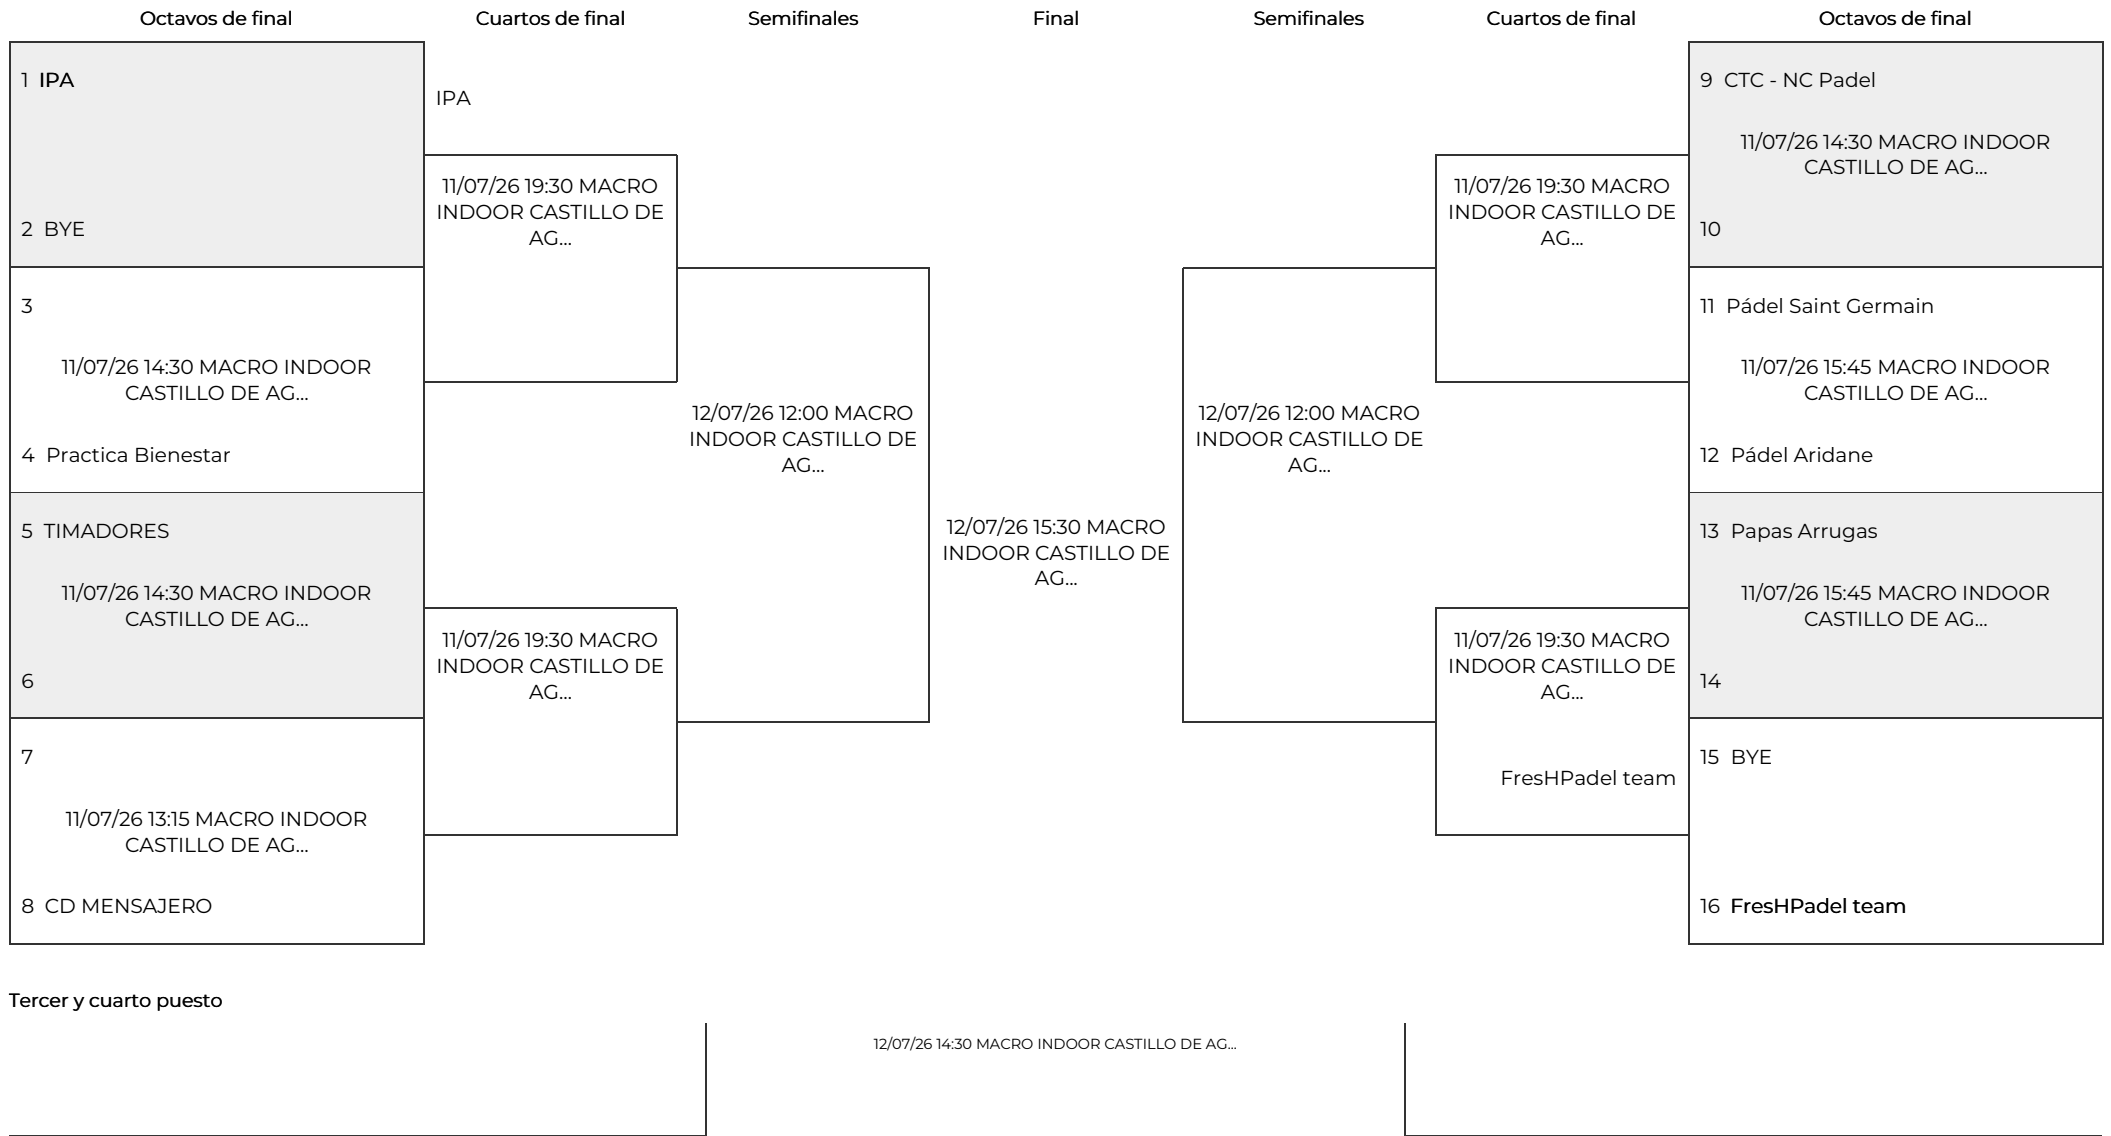 Octavos de final
Cuartos de final
Semifinales
Final
Semifinales
Cuartos de final
Octavos de final
1 IPA
2 BYE
3
11/07/26 14:30 MACRO INDOOR
CASTILLO DE AG...
4 Practica Bienestar
5 TIMADORES
11/07/26 14:30 MACRO INDOOR
CASTILLO DE AG...
6
7
11/07/26 13:15 MACRO INDOOR
CASTILLO DE AG...
8 CD MENSAJERO
IPA
11/07/26 19:30 MACRO
INDOOR CASTILLO DE
AG...
11/07/26 19:30 MACRO
INDOOR CASTILLO DE
AG...
12/07/26 12:00 MACRO
INDOOR CASTILLO DE
AG...
12/07/26 15:30 MACRO
INDOOR CASTILLO DE
AG...
12/07/26 12:00 MACRO
INDOOR CASTILLO DE
AG...
11/07/26 19:30 MACRO
INDOOR CASTILLO DE
AG...
11/07/26 19:30 MACRO
INDOOR CASTILLO DE
AG...
FresHPadel team
9 CTC - NC Padel
11/07/26 14:30 MACRO INDOOR
CASTILLO DE AG...
10
11 Pádel Saint Germain
11/07/26 15:45 MACRO INDOOR
CASTILLO DE AG...
12 Pádel Aridane
13 Papas Arrugas
11/07/26 15:45 MACRO INDOOR
CASTILLO DE AG...
14
15 BYE
16 FresHPadel team
Tercer y cuarto puesto
12/07/26 14:30 MACRO INDOOR CASTILLO DE AG...